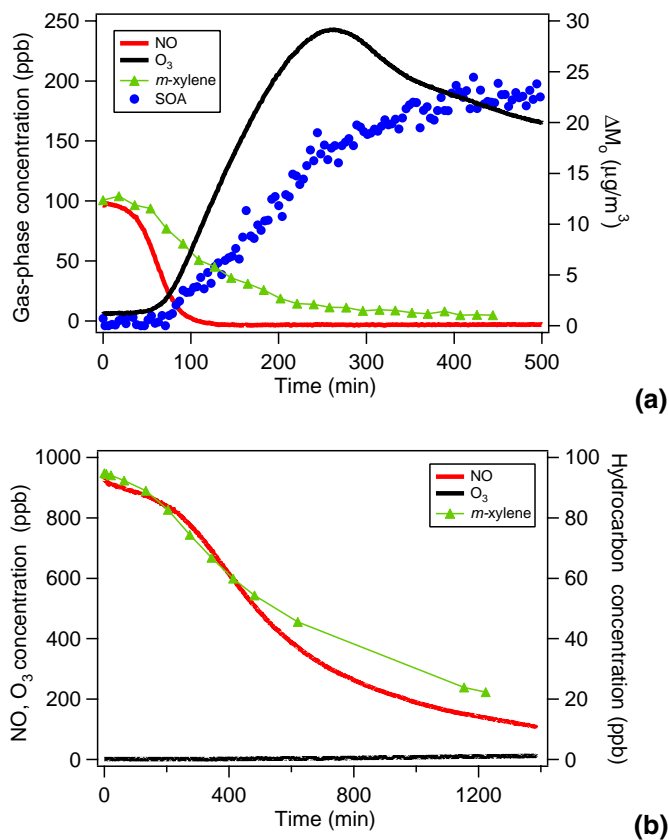 250
200
150
100
50
0
Gas-phase concentration (ppb)
NO
O₃
m-xylene
SOA
30
25
20
15
10
5
0
ΔMₒ (μg/m³)
0
100
200
300
400
500
Time (min)
(a)
1000
800
600
400
200
0
NO, O₃ concentration (ppb)
NO
O₃
m-xylene
100
80
60
40
20
0
Hydrocarbon concentration (ppb)
0
400
800
1200
Time (min)
(b)